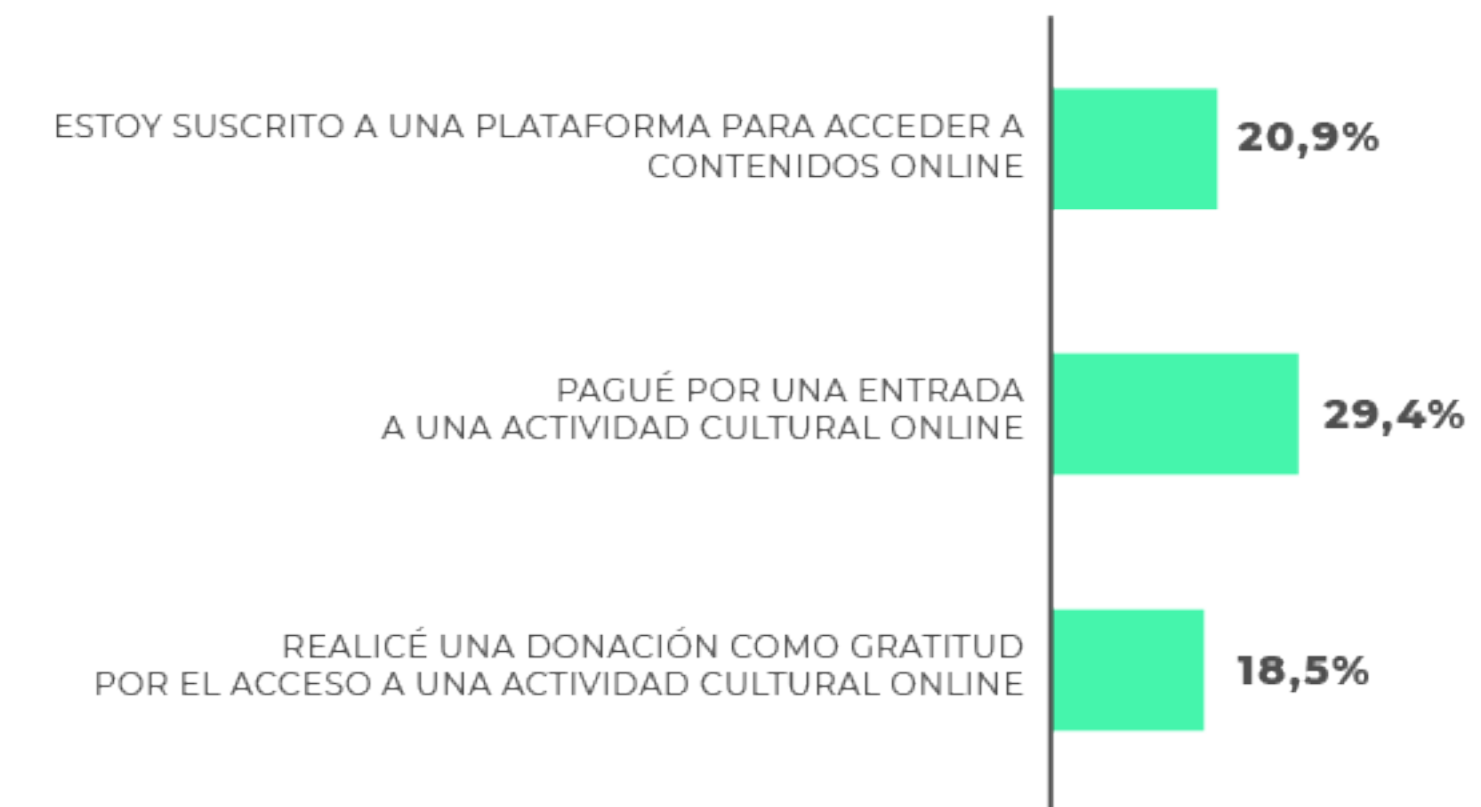 ESTOY SUSCRITO A UNA PLATAFORMA PARA ACCEDER A
CONTENIDOS ONLINE
20,9%
PAGUÉ POR UNA ENTRADA
A UNA ACTIVIDAD CULTURAL ONLINE
29,4%
REALICÉ UNA DONACIÓN COMO GRATITUD
POR EL ACCESO A UNA ACTIVIDAD CULTURAL ONLINE
18,5%